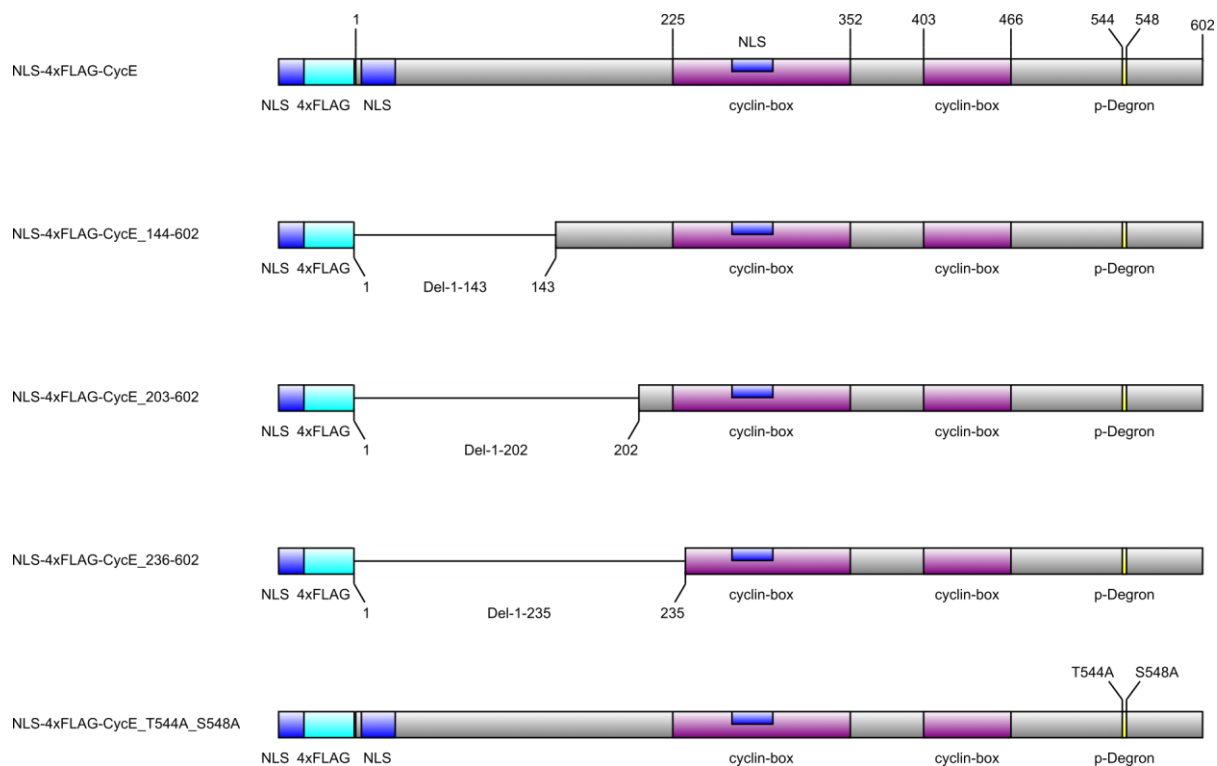 1 225 352 403 466 544 548 602
NLS
NLS-4xFLAG-CycE
NLS 4xFLAG NLS cyclin-box cyclin-box p-Degron
NLS-4xFLAG-CycE_144-602
NLS 4xFLAG cyclin-box cyclin-box p-Degron
1 Del-1-143 143
NLS-4xFLAG-CycE_203-602
NLS 4xFLAG cyclin-box cyclin-box p-Degron
1 Del-1-202 202
NLS-4xFLAG-CycE_236-602
NLS 4xFLAG cyclin-box cyclin-box p-Degron
1 Del-1-235 235
T544A S548A
NLS-4xFLAG-CycE_T544A_S548A
NLS 4xFLAG NLS cyclin-box cyclin-box p-Degron